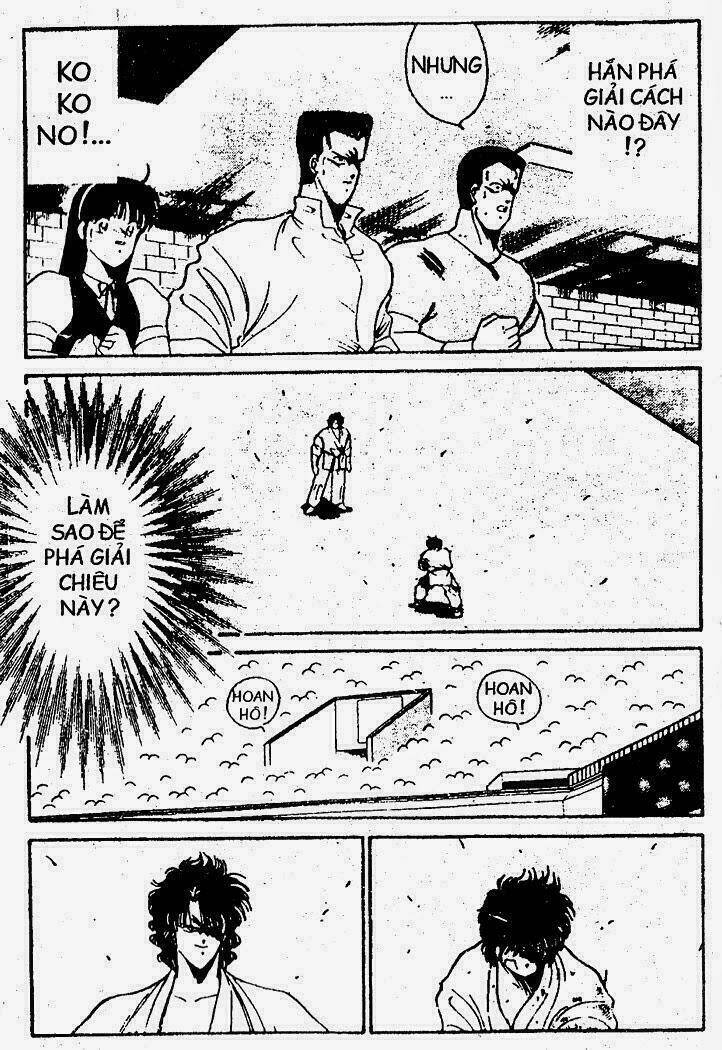 KO
KO
NO!...
NHƯNG
...
HẮN PHÁ
GIẢI CÁCH
NÀO ĐÂY
!?
LÀM
SAO ĐỂ
PHÁ GIẢI
CHIÊU
NÀY?
HOAN
HÔ!
HOAN
HÔ!